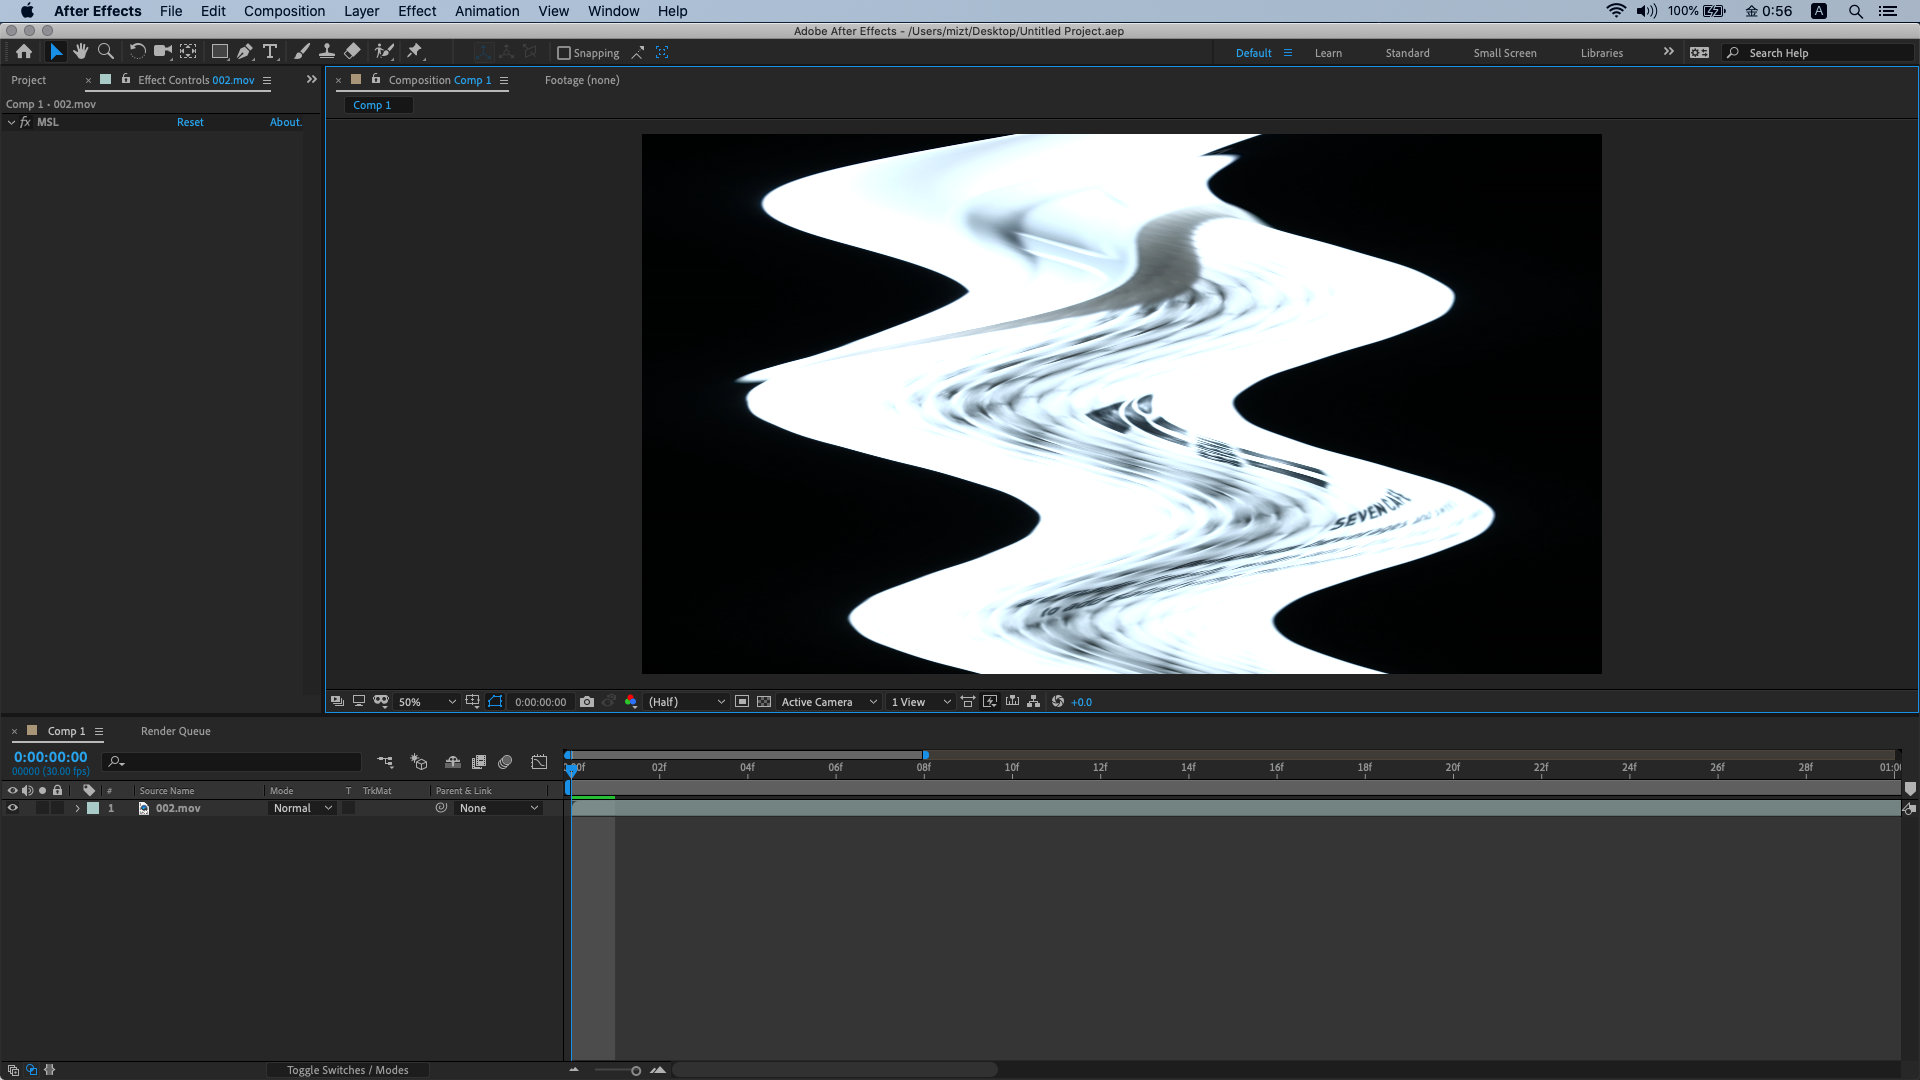 After Effects File Edit Composition Layer Effect Animation View Window Help 100% 金 0:56 A
Adobe After Effects - /Users/mizt/Desktop/Untitled Project.aep
Snapping Default Learn Standard Small Screen Libraries Search Help
Project Effect Controls 002.mov Composition Comp 1 Footage (none)
Comp 1 • 002.mov
Comp 1
fx MSL Reset About.
SEVEN CAFÉ
to
50% 0:00:00:00 (Half) Active Camera 1 View +0.0
Comp 1 Render Queue
0:00:00:00
00000 (30.00 fps)
:00f 02f 04f 06f 08f 10f 12f 14f 16f 18f 20f 22f 24f 26f 28f 01:0
# Source Name Mode T TrkMat Parent & Link
1 002.mov Normal None
Toggle Switches / Modes